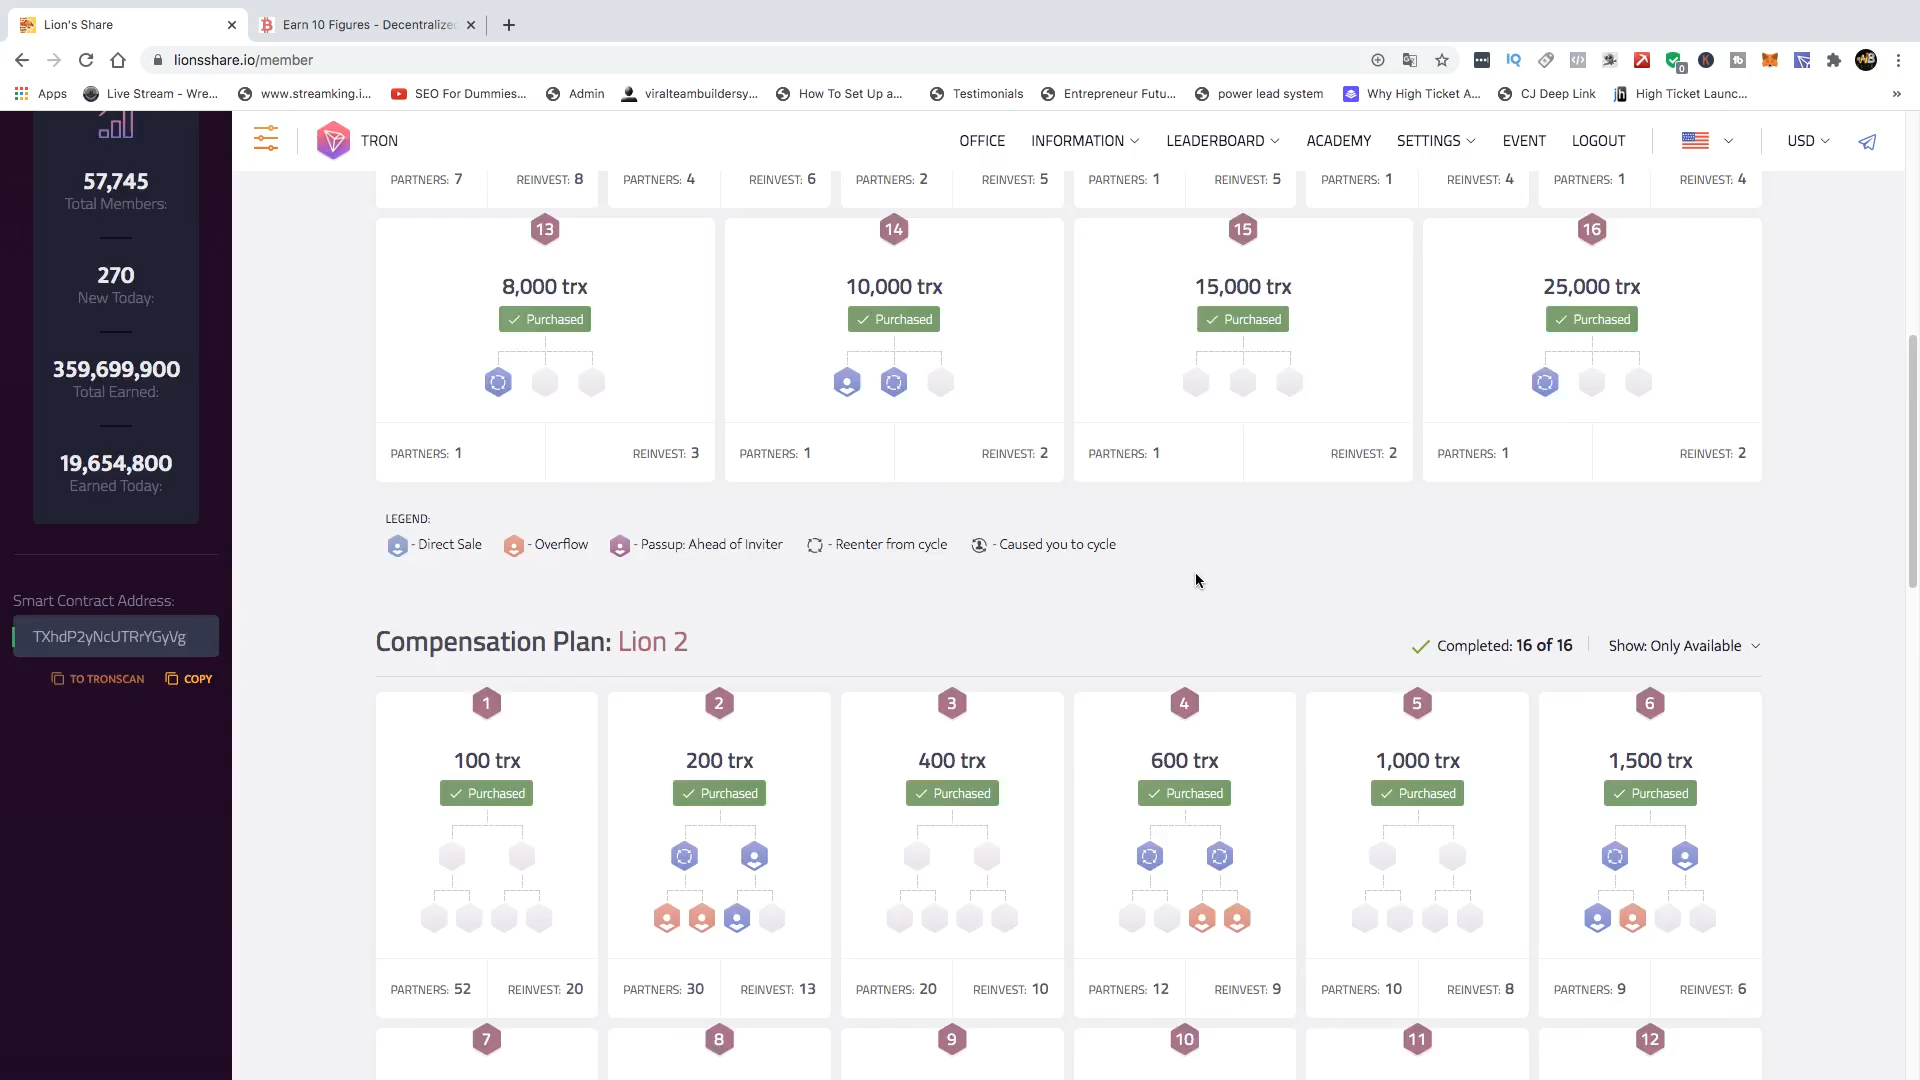 Lion's Share
Earn 10 Figures - Decentralize
lionsshare.io/member
Apps
Live Stream - Wre...
www.streamking.i...
SEO For Dummies...
Admin
viralteambuildersy...
How To Set Up a...
Testimonials
Entrepreneur Futu...
power lead system
Why High Ticket A...
CJ Deep Link
High Ticket Launc...
TRON
OFFICE
INFORMATION
LEADERBOARD
ACADEMY
SETTINGS
EVENT
LOGOUT
USD
57,745
Total Members:
270
New Today:
359,699,900
Total Earned:
19,654,800
Earned Today:
Smart Contract Address:
TXhdP2yNcUTRrYGyVg
TO TRONSCAN
COPY
PARTNERS: 7 REINVEST: 8
PARTNERS: 4 REINVEST: 6
PARTNERS: 2 REINVEST: 5
PARTNERS: 1 REINVEST: 5
PARTNERS: 1 REINVEST: 4
PARTNERS: 1 REINVEST: 4
13
8,000 trx
Purchased
PARTNERS: 1 REINVEST: 3
14
10,000 trx
Purchased
PARTNERS: 1 REINVEST: 2
15
15,000 trx
Purchased
PARTNERS: 1 REINVEST: 2
16
25,000 trx
Purchased
PARTNERS: 1 REINVEST: 2
LEGEND:
- Direct Sale
- Overflow
- Passup: Ahead of Inviter
- Reenter from cycle
- Caused you to cycle
Compensation Plan: Lion 2
Completed: 16 of 16
Show: Only Available
1
100 trx
Purchased
PARTNERS: 52 REINVEST: 20
2
200 trx
Purchased
PARTNERS: 30 REINVEST: 13
3
400 trx
Purchased
PARTNERS: 20 REINVEST: 10
4
600 trx
Purchased
PARTNERS: 12 REINVEST: 9
5
1,000 trx
Purchased
PARTNERS: 10 REINVEST: 8
6
1,500 trx
Purchased
PARTNERS: 9 REINVEST: 6
7
8
9
10
11
12